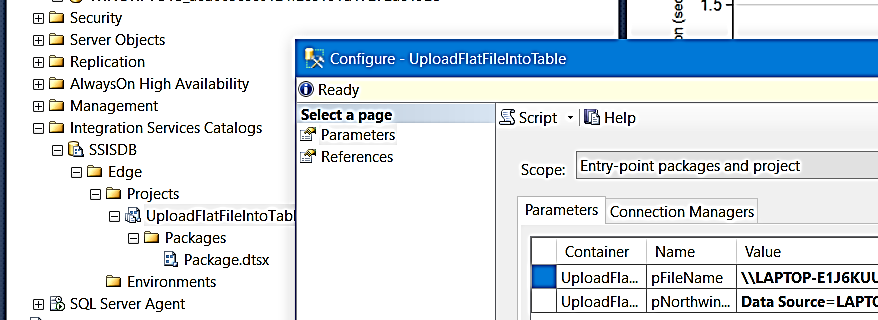 Security
Server Objects
Replication
AlwaysOn High Availability
Management
Integration Services Catalogs
SSISDB
Edge
Projects
UploadFlatFileIntoTabl
Packages
Package.dtsx
Environments
SQL Server Agent
1.5
Configure - UploadFlatFileIntoTable
Ready
Select a page
Parameters
References
Script
Help
Scope:
Entry-point packages and project
Parameters
Connection Managers
Container Name Value
UploadFla... pFileName \\LAPTOP-E1J6KUU
UploadFla... pNorthwin... Data Source=LAPTO